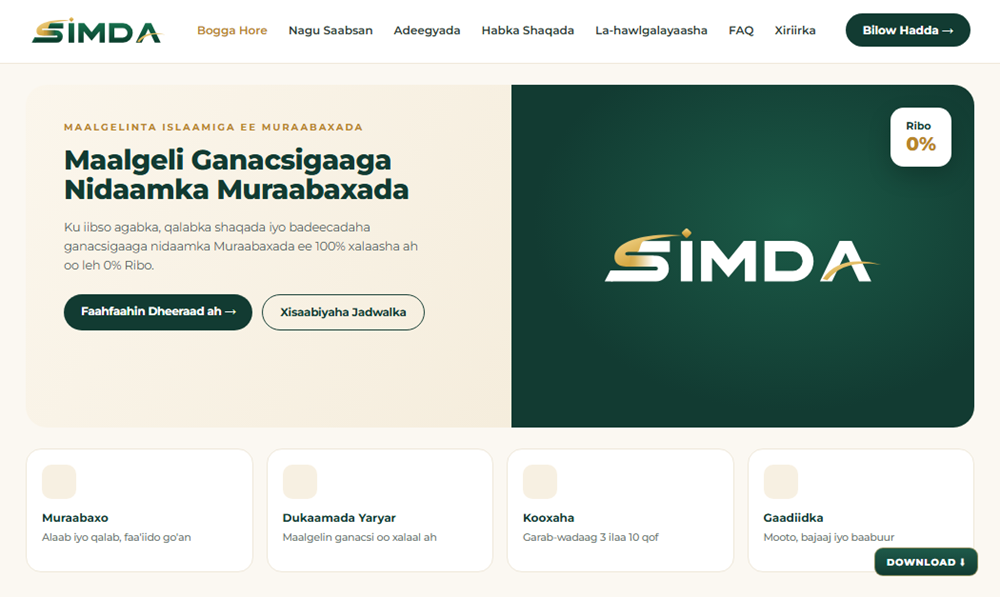 SIMDA
Bogga Hore
Nagu Saabsan
Adeegyada
Habka Shaqada
La-hawlgalayaasha
FAQ
Xiriirka
Bilow Hadda →
MAALGELINTA ISLAAMIGA EE MURAABAXADA
Maalgeli Ganacsigaaga
Nidaamka Muraabaxada
Ku iibso agabka, qalabka shaqada iyo badeecadaha
ganacsigaaga nidaamka Muraabaxada ee 100% xalaasha ah
oo leh 0% Ribo.
Faahfaahin Dheeraad ah →
Xisaabiyaha Jadwalka
Ribo
0%
SIMDA
Muraabaxo
Alaab iyo qalab, faa'iido go'an
Dukaamada Yaryar
Maalgelin ganacsi oo xalaal ah
Kooxaha
Garab-wadaag 3 ilaa 10 qof
Gaadiidka
Mooto, bajaaj iyo baabuur
DOWNLOAD ⬇